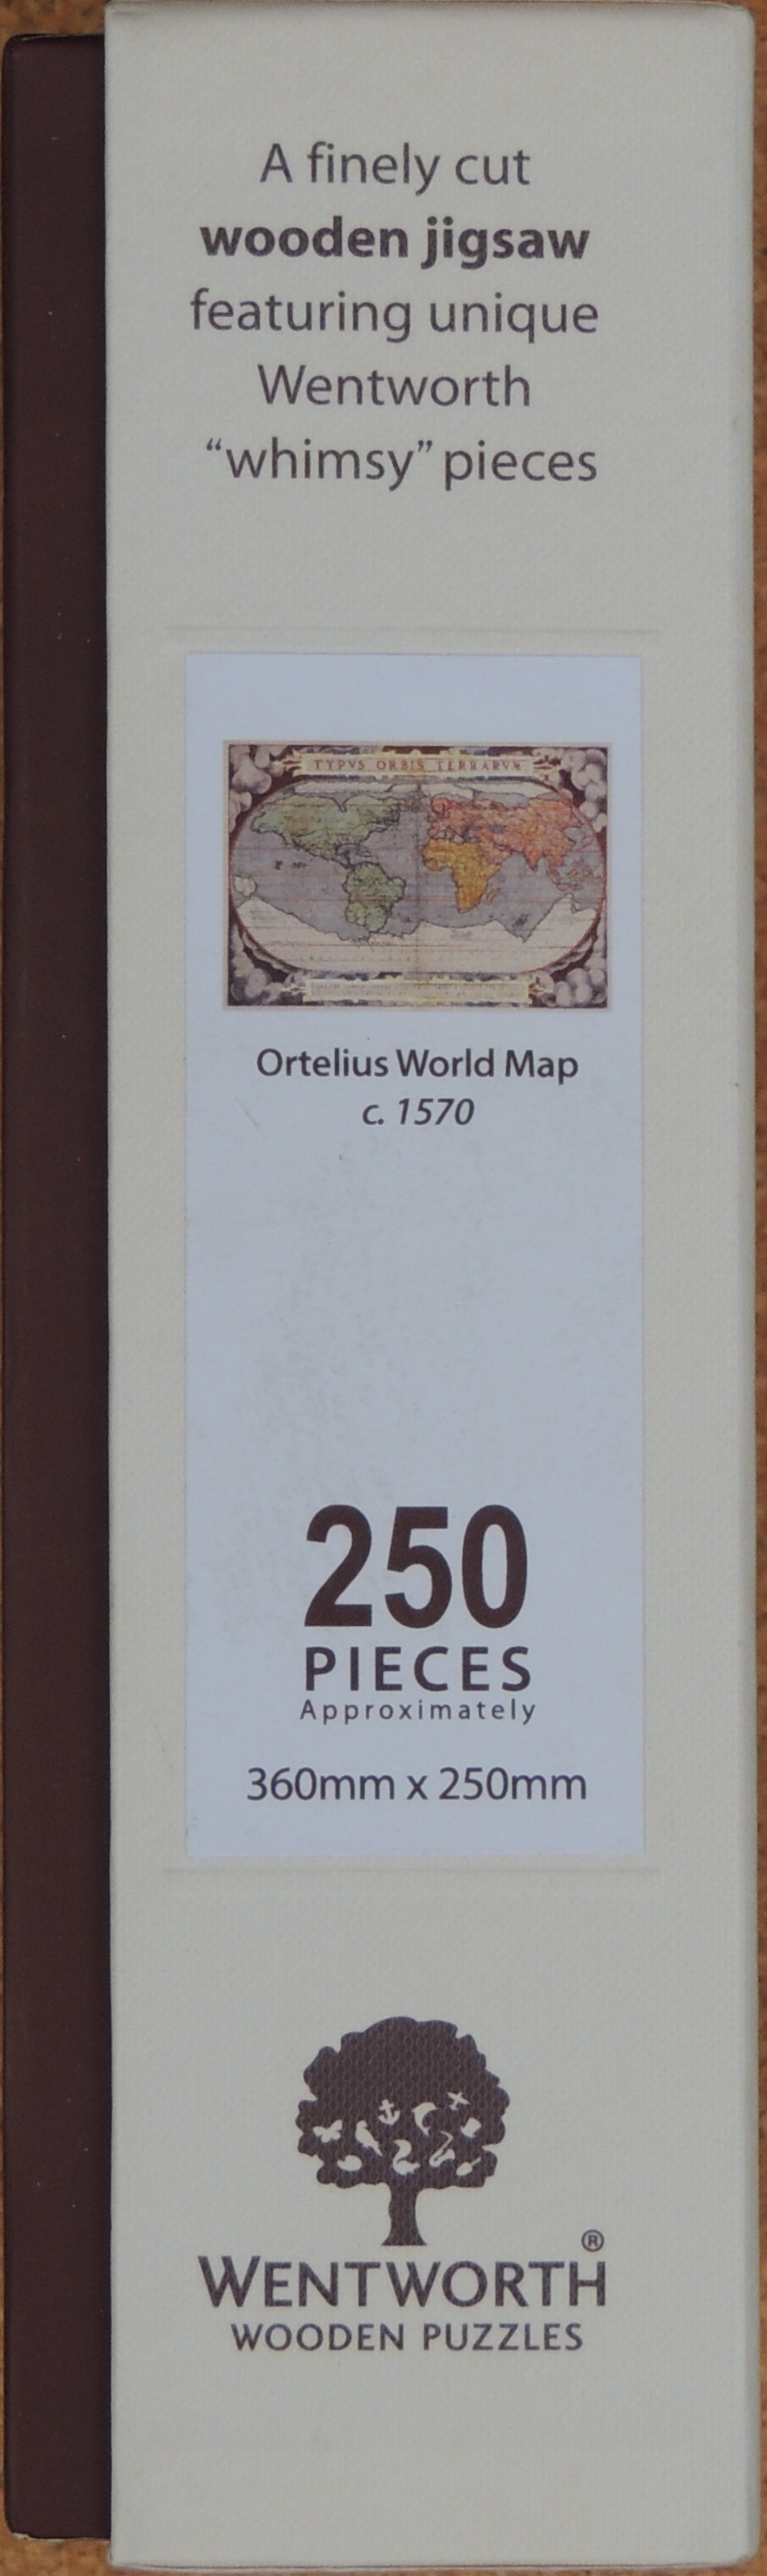 A finely cut
wooden jigsaw
featuring unique
Wentworth
“whimsy” pieces
TYPVS ORBIS TERRARVM
Ortelius World Map
c. 1570
250
PIECES
Approximately
360mm x 250mm
®
WENTWORTH
WOODEN PUZZLES